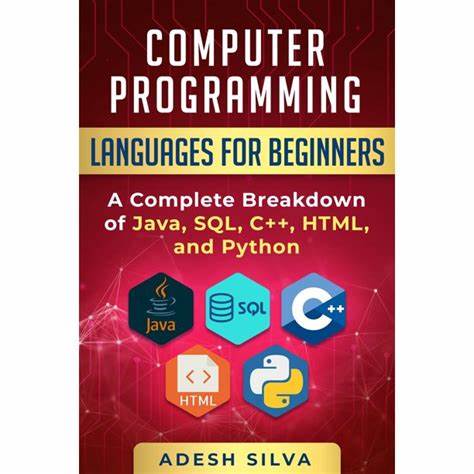 COMPUTER
PROGRAMMING
LANGUAGES FOR BEGINNERS
A Complete Breakdown
of Java, SQL, C++, HTML,
and Python
Java
SQL
C++
HTML
ADESH SILVA